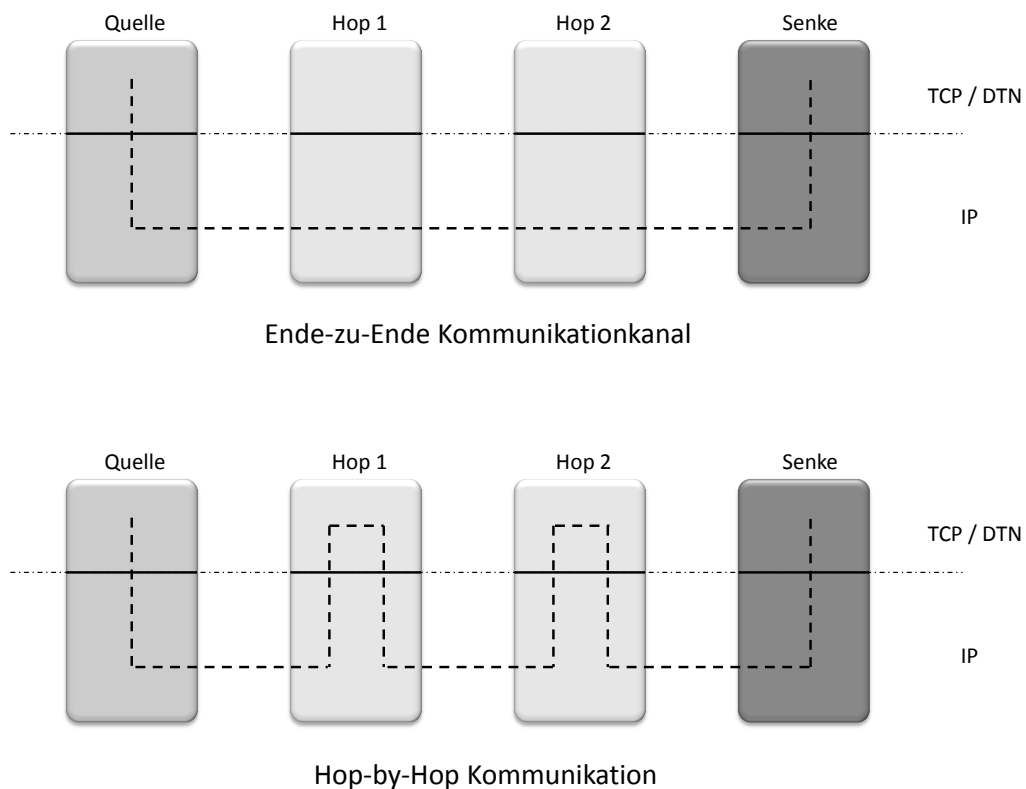 Quelle Hop 1 Hop 2 Senke
TCP / DTN
IP
Ende-zu-Ende Kommunikationkanal
Quelle Hop 1 Hop 2 Senke
TCP / DTN
IP
Hop-by-Hop Kommunikation